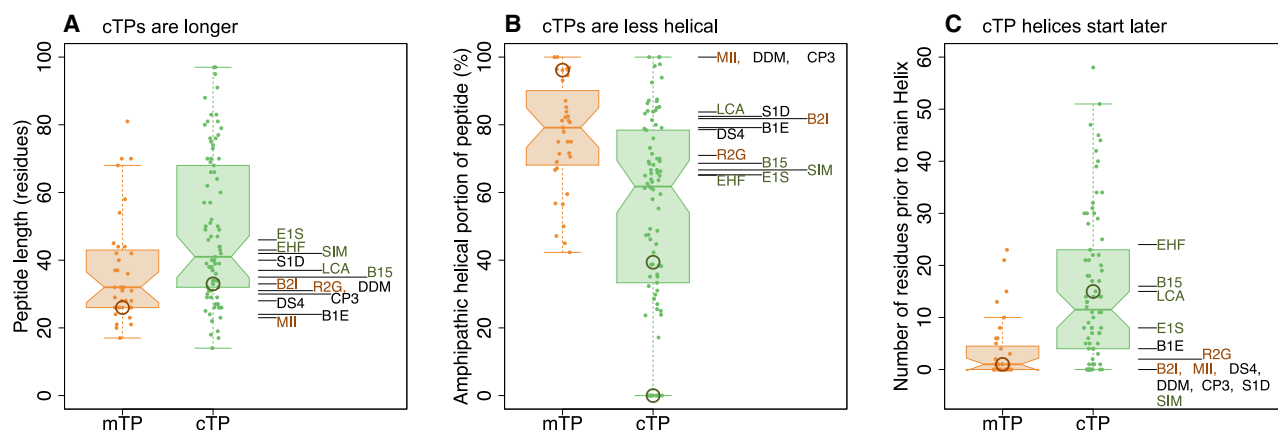 A cTPs are longer
Peptide length (residues)
100
80
60
40
20
0
E1S
EHF
SIM
S1D
LCA
B15
B2I
R2G, DDM
CP3
DS4
B1E
MII
mTP
cTP
B cTPs are less helical
Amphipathic helical portion of peptide (%)
100
80
60
40
20
0
MII, DDM, CP3
LCA
S1D
B2I
B1E
DS4
R2G
B15
SIM
E1S
EHF
mTP
cTP
C cTP helices start later
Number of residues prior to main Helix
60
50
40
30
20
10
0
EHF
B15
LCA
E1S
B1E
R2G
B2I, MII, DS4,
DDM, CP3, S1D
SIM
mTP
cTP